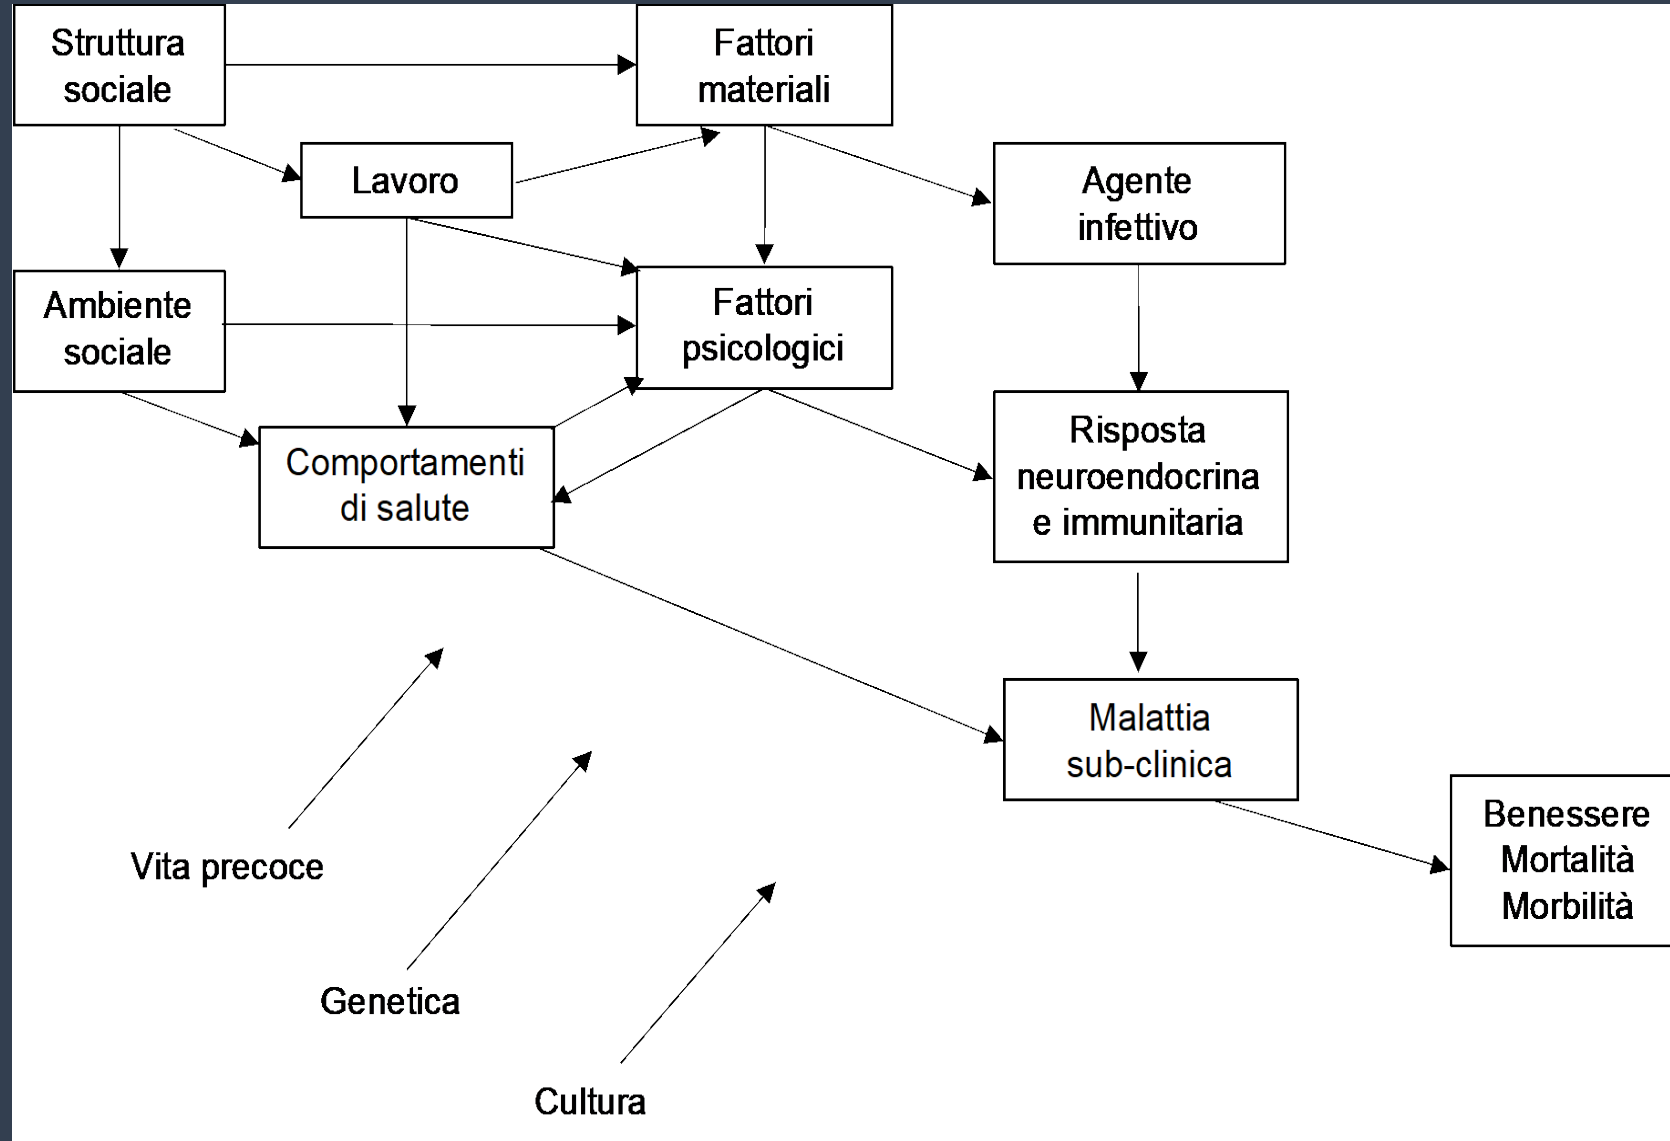 Struttura
sociale
Fattori
materiali
Lavoro
Agente
infettivo
Ambiente
sociale
Fattori
psicologici
Comportamenti
di salute
Risposta
neuroendocrina
e immunitaria
Malattia
sub-clinica
Benessere
Mortalità
Morbilità
Vita precoce
Genetica
Cultura